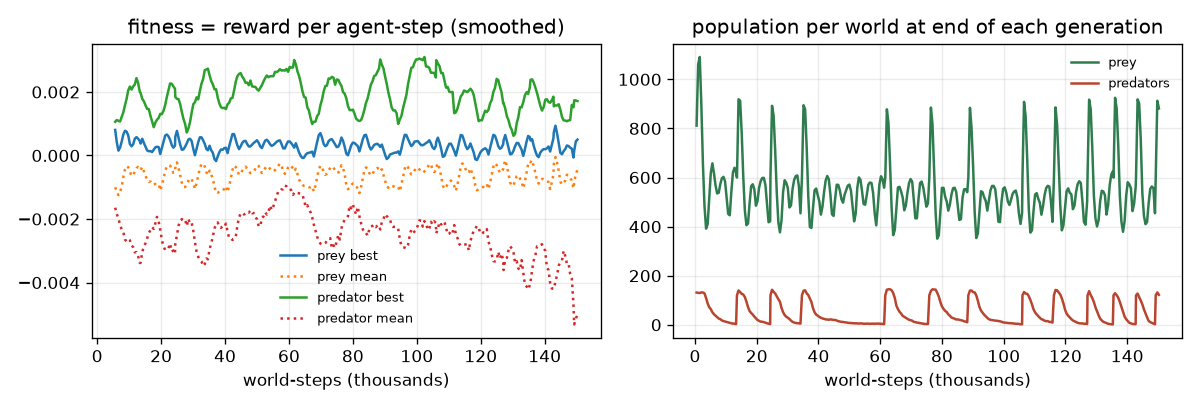 fitness = reward per agent-step (smoothed)
0.002
0.000
−0.002
−0.004
prey best
prey mean
predator best
predator mean
0 20 40 60 80 100 120 140
world-steps (thousands)
population per world at end of each generation
1000
800
600
400
200
0
prey
predators
0 20 40 60 80 100 120 140
world-steps (thousands)